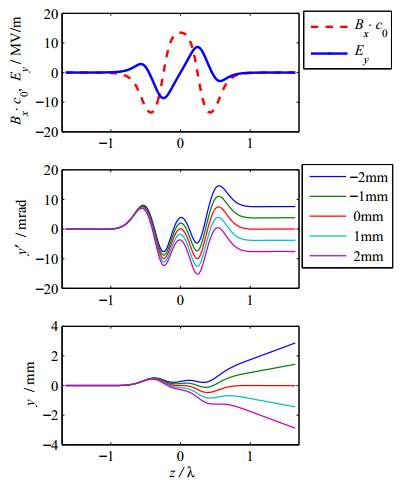 B_x · c_0, E_y / MV/m
20
10
0
−10
−20
−1
0
1
B_x · c_0
E_y
y′ / mrad
20
10
0
−10
−20
−1
0
1
−2mm
−1mm
0mm
1mm
2mm
y / mm
4
2
0
−2
−4
−1
0
1
z / λ